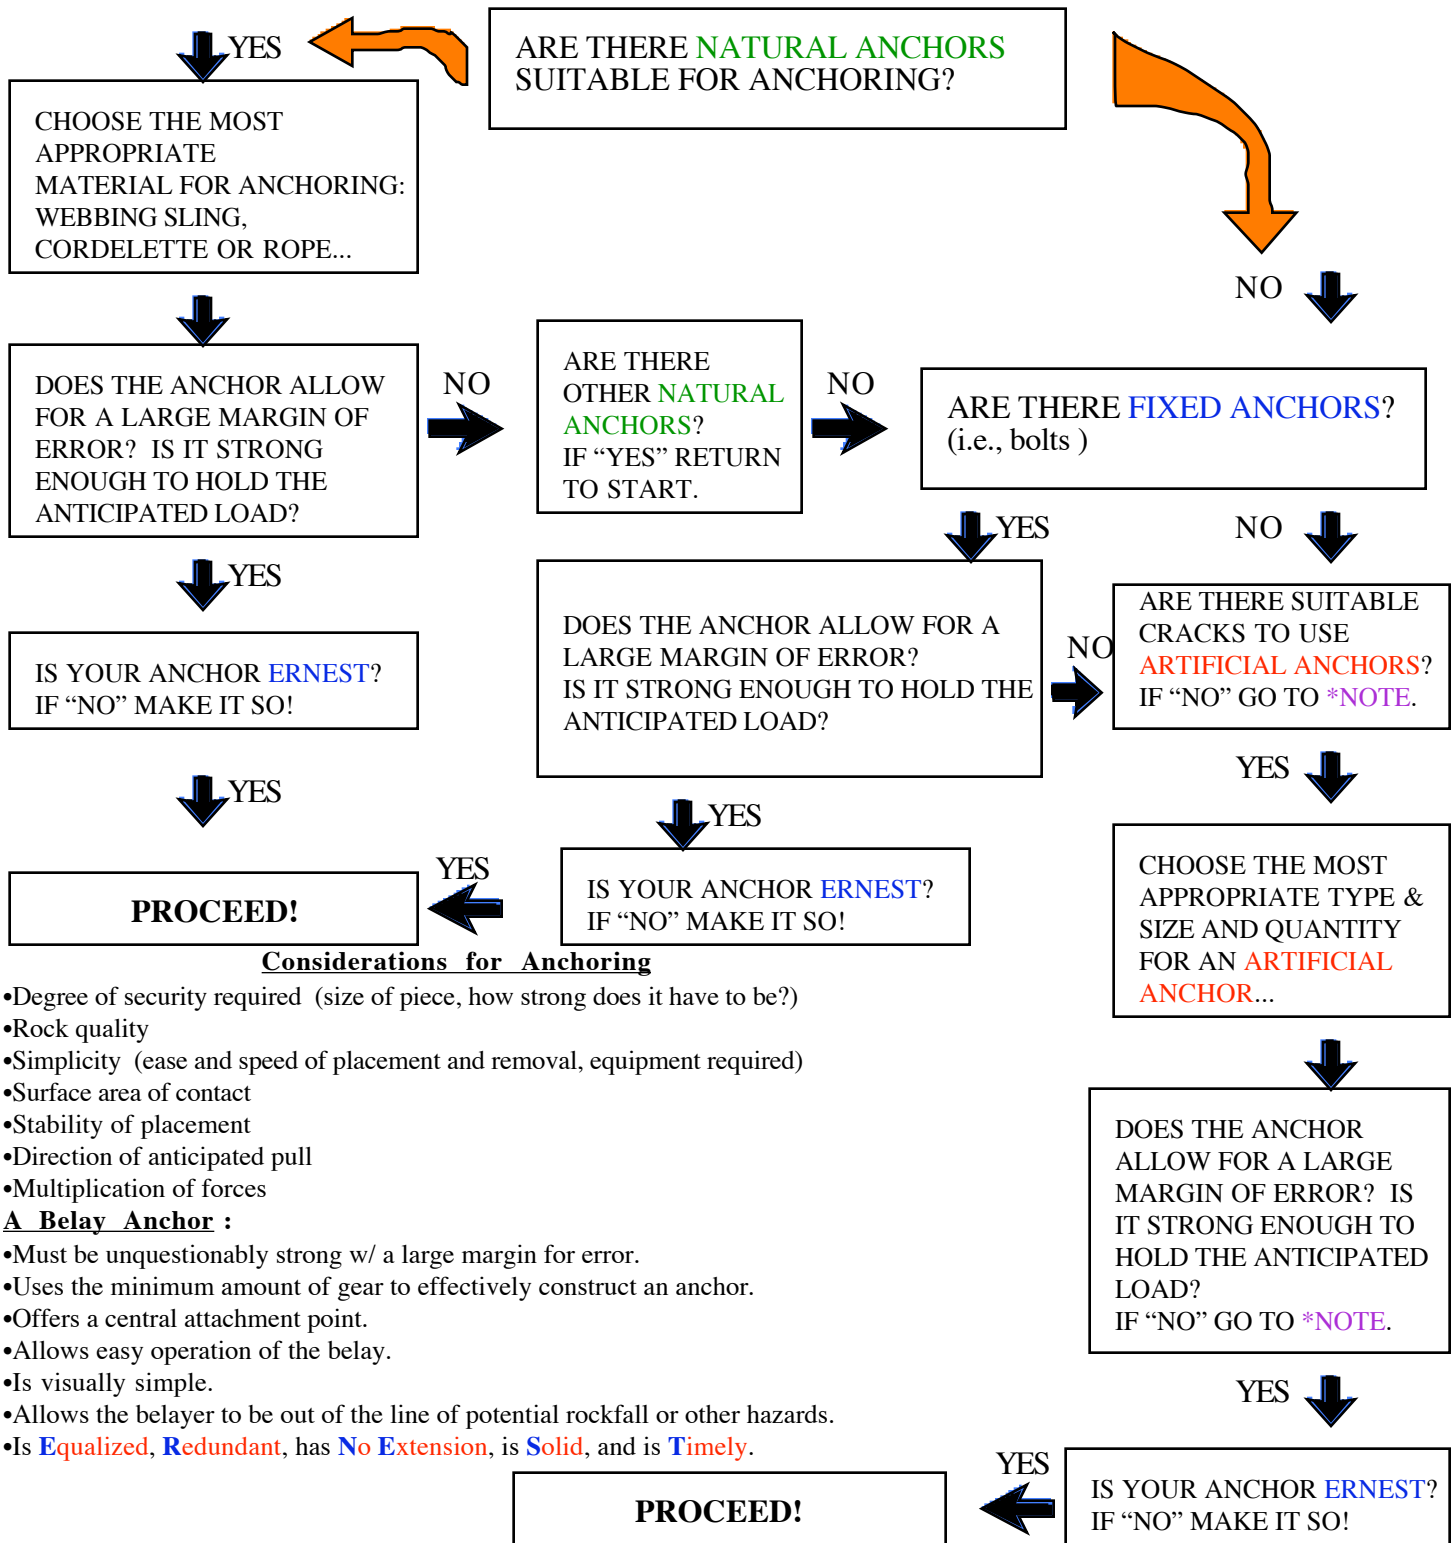 ARE THERE NATURAL ANCHORS
SUITABLE FOR ANCHORING?
YES
CHOOSE THE MOST
APPROPRIATE
MATERIAL FOR ANCHORING:
WEBBING SLING,
CORDELETTE OR ROPE...
NO
DOES THE ANCHOR ALLOW
FOR A LARGE MARGIN OF
ERROR? IS IT STRONG
ENOUGH TO HOLD THE
ANTICIPATED LOAD?
NO
ARE THERE
OTHER NATURAL
ANCHORS?
IF “YES” RETURN
TO START.
NO
ARE THERE FIXED ANCHORS?
(i.e., bolts )
YES
IS YOUR ANCHOR ERNEST?
IF “NO” MAKE IT SO!
YES
YES
DOES THE ANCHOR ALLOW FOR A
LARGE MARGIN OF ERROR?
IS IT STRONG ENOUGH TO HOLD THE
ANTICIPATED LOAD?
NO
NO
ARE THERE SUITABLE
CRACKS TO USE
ARTIFICIAL ANCHORS?
IF “NO” GO TO *NOTE.
YES
YES
IS YOUR ANCHOR ERNEST?
IF “NO” MAKE IT SO!
YES
PROCEED!
CHOOSE THE MOST
APPROPRIATE TYPE &
SIZE AND QUANTITY
FOR AN ARTIFICIAL
ANCHOR...
DOES THE ANCHOR
ALLOW FOR A LARGE
MARGIN OF ERROR? IS
IT STRONG ENOUGH TO
HOLD THE ANTICIPATED
LOAD?
IF “NO” GO TO *NOTE.
YES
IS YOUR ANCHOR ERNEST?
IF “NO” MAKE IT SO!
YES
PROCEED!
Considerations for Anchoring
•Degree of security required (size of piece, how strong does it have to be?)
•Rock quality
•Simplicity (ease and speed of placement and removal, equipment required)
•Surface area of contact
•Stability of placement
•Direction of anticipated pull
•Multiplication of forces
A Belay Anchor :
•Must be unquestionably strong w/ a large margin for error.
•Uses the minimum amount of gear to effectively construct an anchor.
•Offers a central attachment point.
•Allows easy operation of the belay.
•Is visually simple.
•Allows the belayer to be out of the line of potential rockfall or other hazards.
•Is Equalized, Redundant, has No Extension, is Solid, and is Timely.